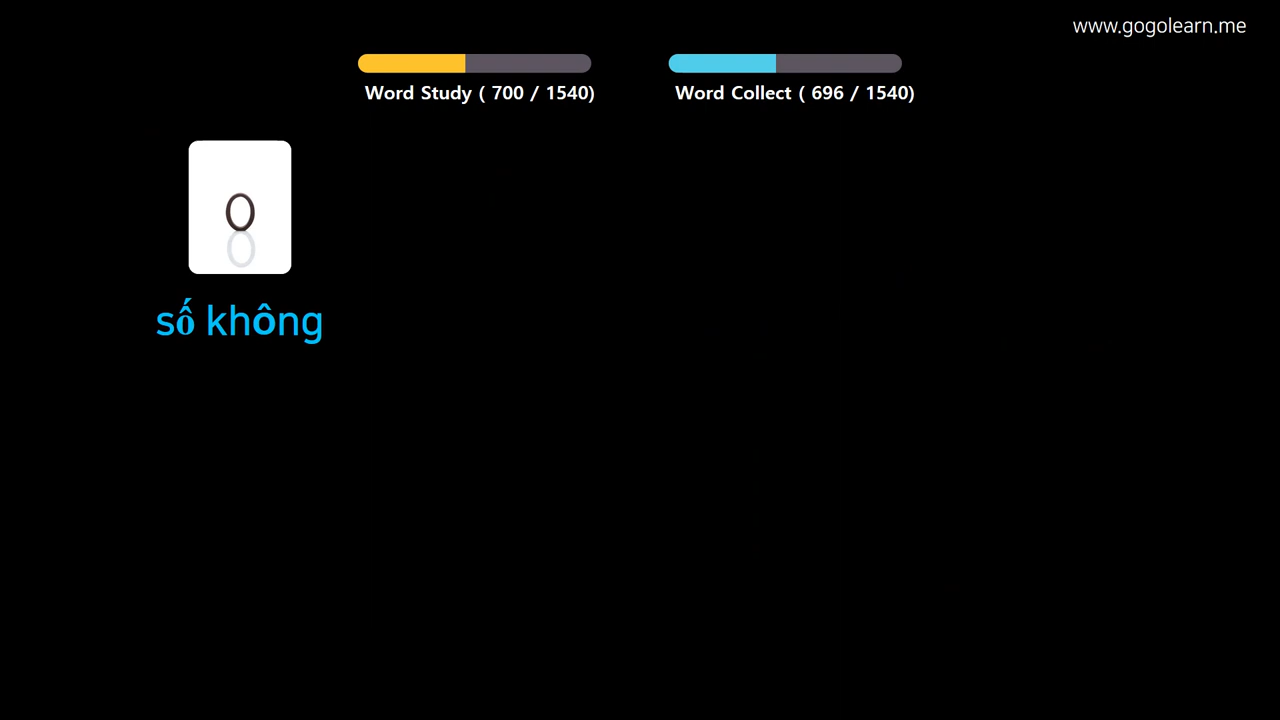 www.gogolearn.me
Word Study ( 700 / 1540)
Word Collect ( 696 / 1540)
0
số không